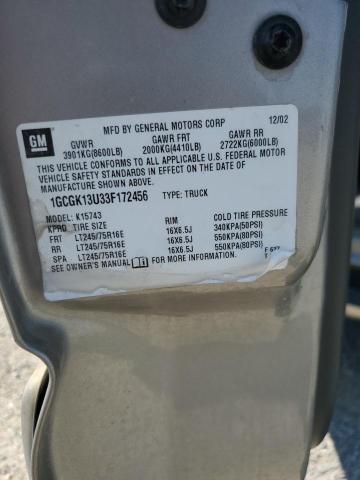 12/02
MFD BY GENERAL MOTORS CORP
GM
GVWR GAWR FRT GAWR RR
3901KG(8600LB) 2000KG(4410LB) 2722KG(6000LB)
THIS VEHICLE CONFORMS TO ALL APPLICABLE U.S. FEDERAL MOTOR
VEHICLE SAFETY STANDARDS IN EFFECT ON THE DATE OF
MANUFACTURE SHOWN ABOVE.
1GCGK13U33F172456 TYPE: TRUCK
MODEL: K15743
KPRO TIRE SIZE RIM COLD TIRE PRESSURE
FRT LT245/75R16E 16X6.5J 340KPA(50PSI)
RR LT245/75R16E 16X6.5J 550KPA(80PSI)
SPA LT245/75R16E 16X6.5J 550KPA(80PSI)
SEE OWNER'S MANUAL FOR MORE INFORMATION.